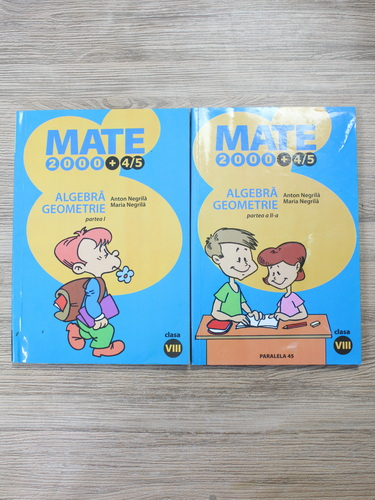 MATE
2000+4/5
ALGEBRĂ
GEOMETRIE
Anton Negrilă
Maria Negrilă
partea I
clasa
VIII
MATE
2000+4/5
ALGEBRĂ
GEOMETRIE
Anton Negrilă
Maria Negrilă
partea a II-a
clasa
VIII
PARALELA 45